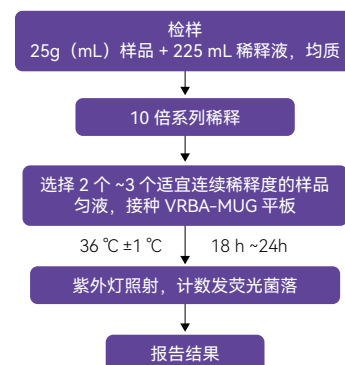 检样
25g（mL）样品 + 225 mL 稀释液，均质
10 倍系列稀释
选择 2 个 ~3 个适宜连续稀释度的样品
匀液，接种 VRBA-MUG 平板
36 ℃ ±1 ℃ 18 h ~24h
紫外灯照射，计数发荧光菌落
报告结果